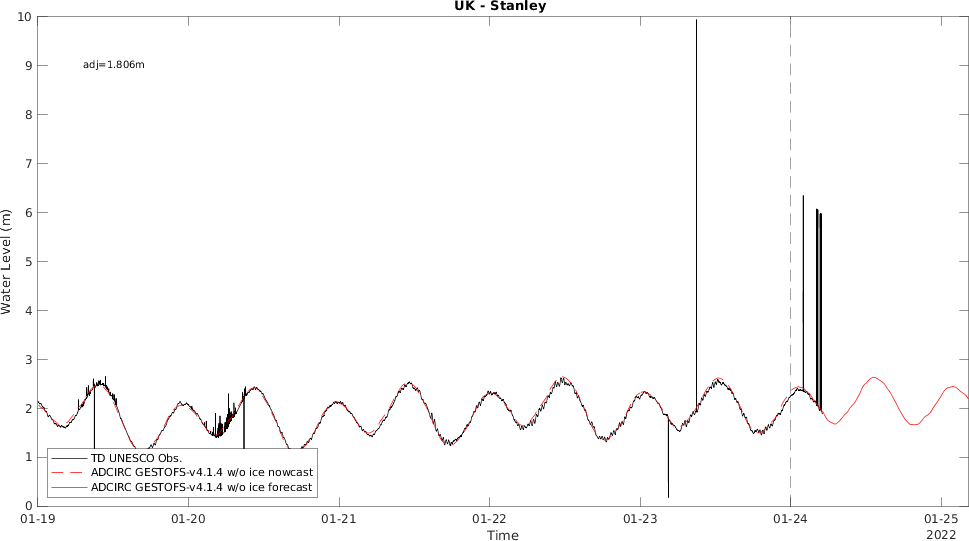 UK - Stanley
10
9
8
7
6
5
4
3
2
1
0
Water Level (m)
adj=1.806m
TD UNESCO Obs.
ADCIRC GESTOFS-v4.1.4 w/o ice nowcast
ADCIRC GESTOFS-v4.1.4 w/o ice forecast
01-19 01-20 01-21 01-22 01-23 01-24 01-25
Time
2022